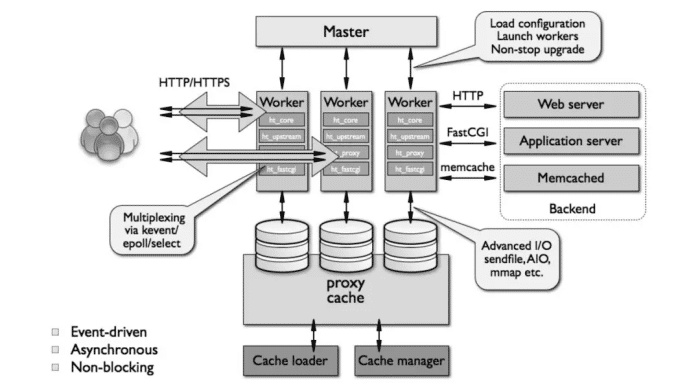 Master
Load configuration
Launch workers
Non-stop upgrade
HTTP/HTTPS
Worker
ht_core
ht_upstream
ht_fastcgi
Worker
ht_core
ht_upstream
_proxy
ht_fastcgi
Worker
ht_core
ht_upstream
ht_proxy
ht_fastcgi
HTTP
FastCGI
memcache
Web server
Application server
Memcached
Backend
Multiplexing
via kevent/
epoll/select
Advanced I/O
sendfile, AIO,
mmap etc.
proxy
cache
Event-driven
Asynchronous
Non-blocking
Cache loader
Cache manager